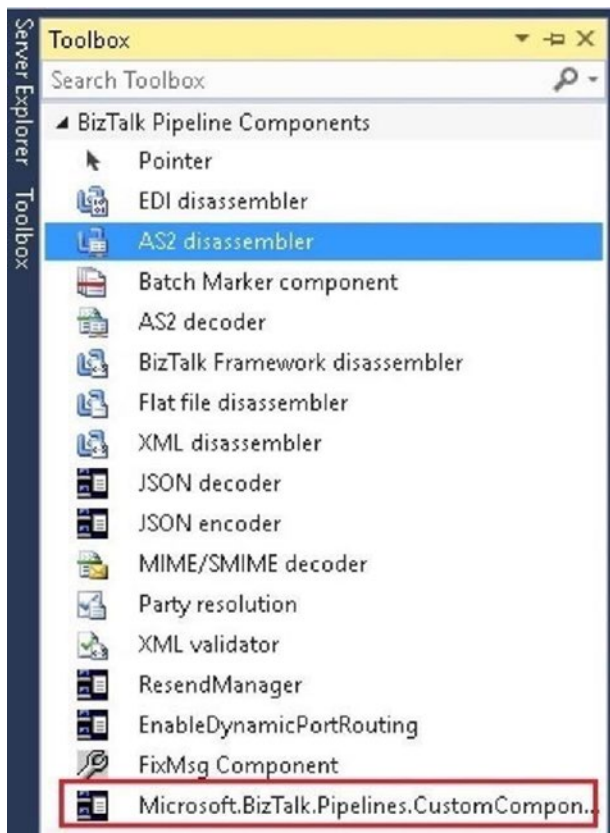 Server Explorer
Toolbox
Toolbox
Search Toolbox
BizTalk Pipeline Components
Pointer
EDI disassembler
AS2 disassembler
Batch Marker component
AS2 decoder
BizTalk Framework disassembler
Flat file disassembler
XML disassembler
JSON decoder
JSON encoder
MIME/SMIME decoder
Party resolution
XML validator
ResendManager
EnableDynamicPortRouting
FixMsg Component
Microsoft.BizTalk.Pipelines.CustomCompon...